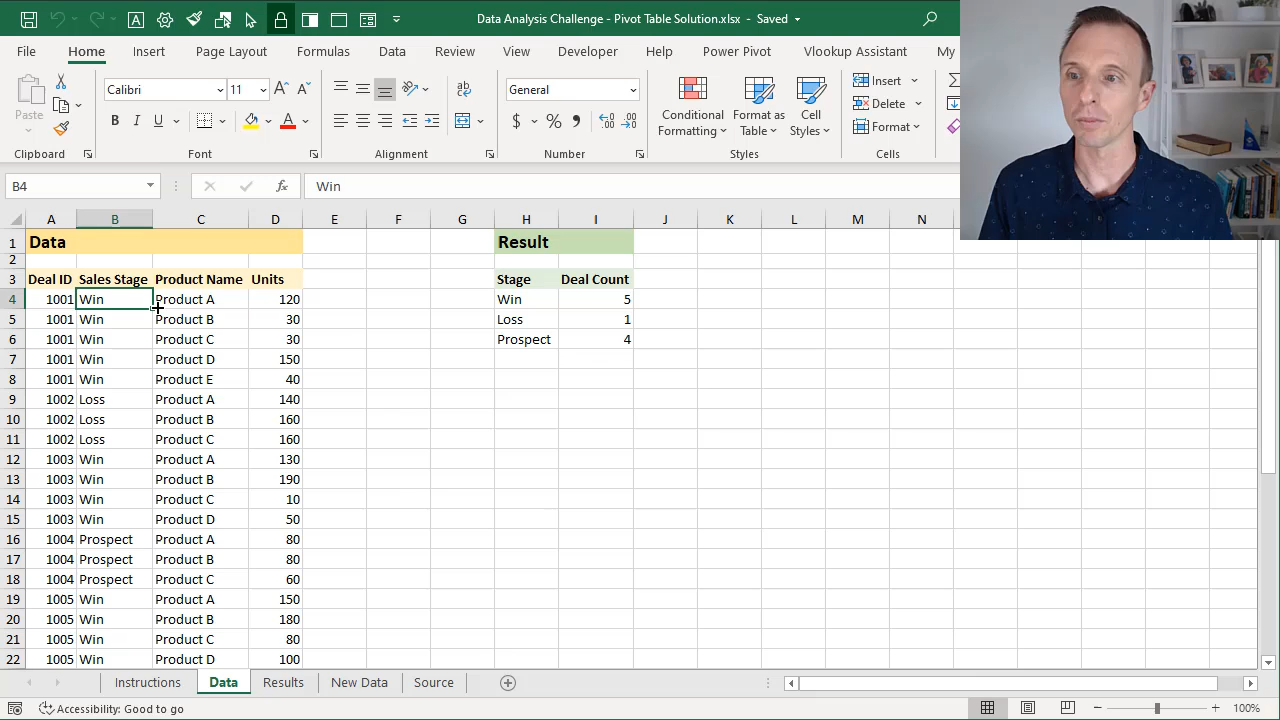 Data Analysis Challenge - Pivot Table Solution.xlsx - Saved
File Home Insert Draw Page Layout Formulas Data Review View Developer Help Power Pivot Vlookup Assistant My
Calibri 11 General Insert
Paste B I U A $ % Conditional Formatting Format as Table Cell Styles Delete
Format
Clipboard Font Alignment Number Styles Cells
B4 fx Win
A B C D E F G H I J K L M N
1 Data Result
2
3 Deal ID Sales Stage Product Name Units Stage Deal Count
4 1001 Win Product A 120 Win 5
5 1001 Win Product B 30 Loss 1
6 1001 Win Product C 30 Prospect 4
7 1001 Win Product D 150
8 1001 Win Product E 40
9 1002 Loss Product A 140
10 1002 Loss Product B 160
11 1002 Loss Product C 160
12 1003 Win Product A 130
13 1003 Win Product B 190
14 1003 Win Product C 10
15 1003 Win Product D 50
16 1004 Prospect Product A 80
17 1004 Prospect Product B 80
18 1004 Prospect Product C 60
19 1005 Win Product A 150
20 1005 Win Product B 180
21 1005 Win Product C 80
22 1005 Win Product D 100
Instructions Data Results New Data Source
Accessibility: Good to go 100%